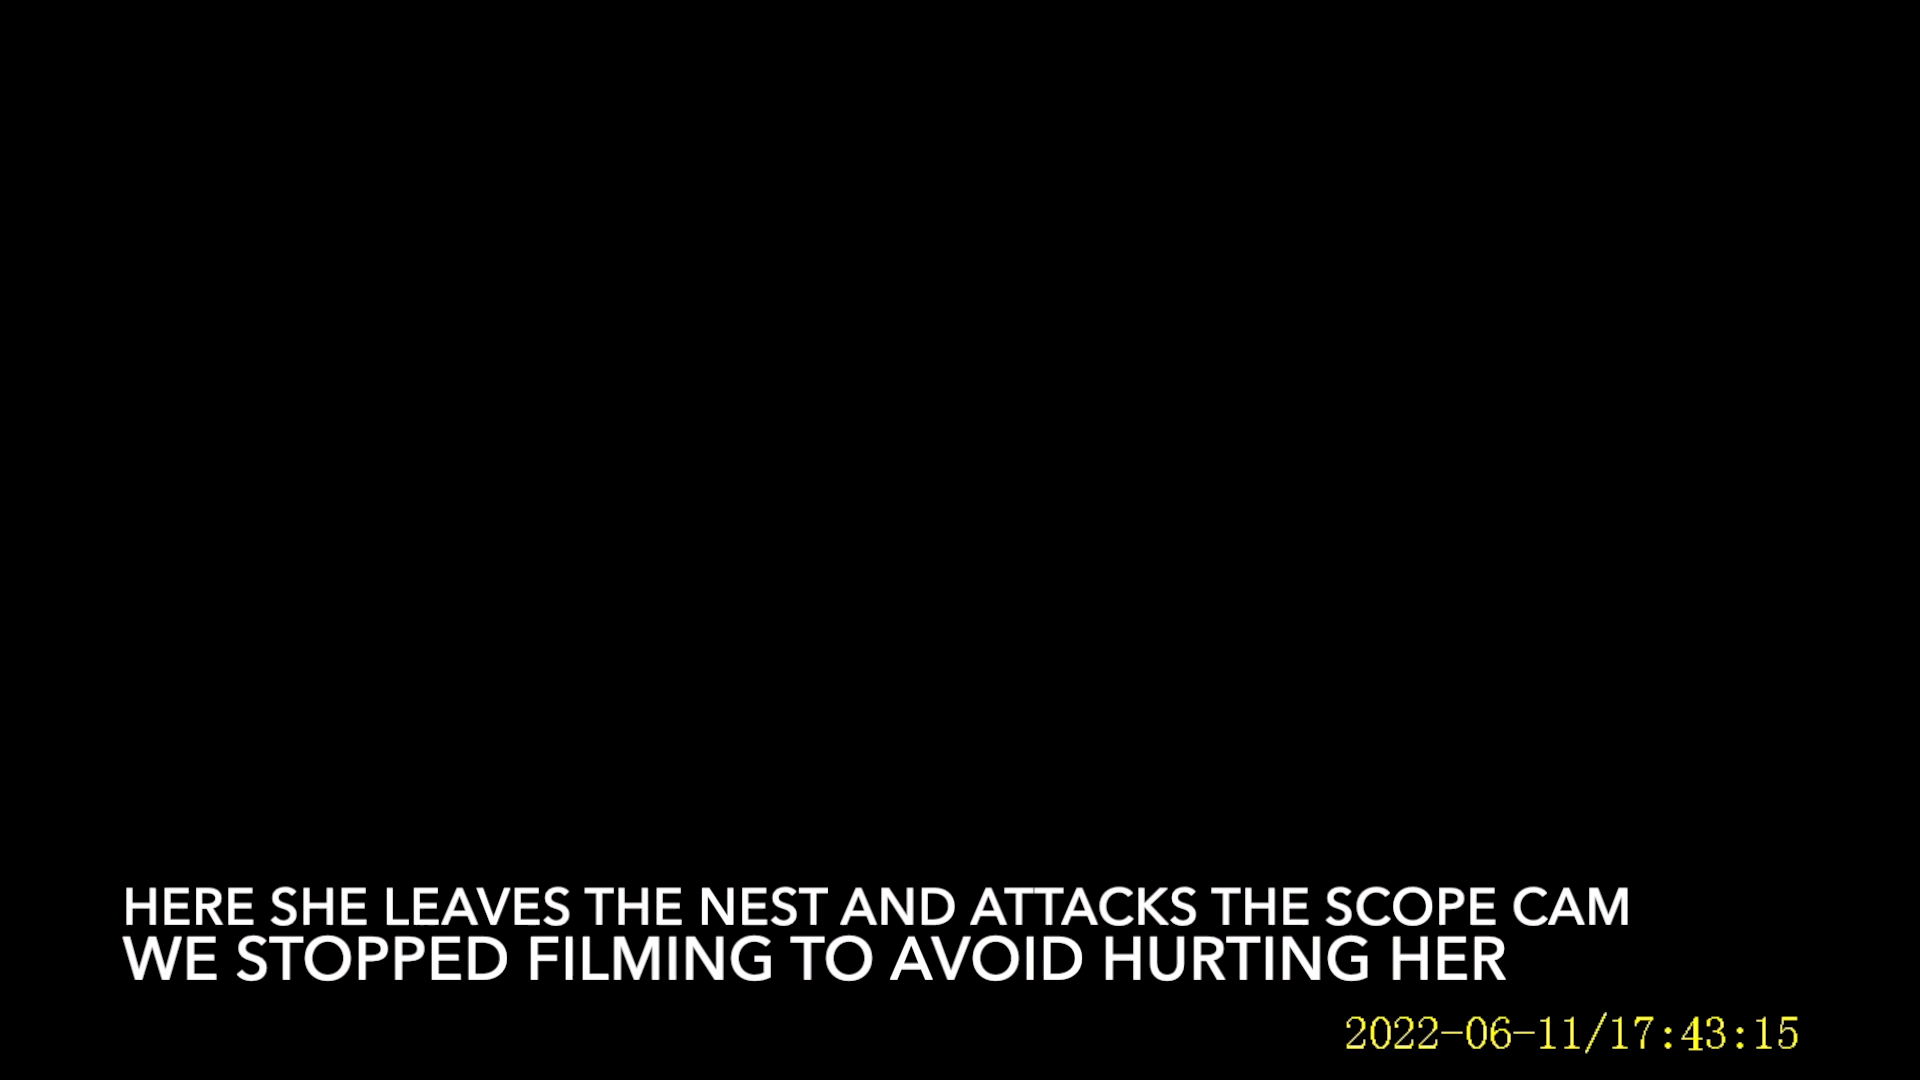 HERE SHE LEAVES THE NEST AND ATTACKS THE SCOPE CAM
WE STOPPED FILMING TO AVOID HURTING HER
2022-06-11/17:43:15